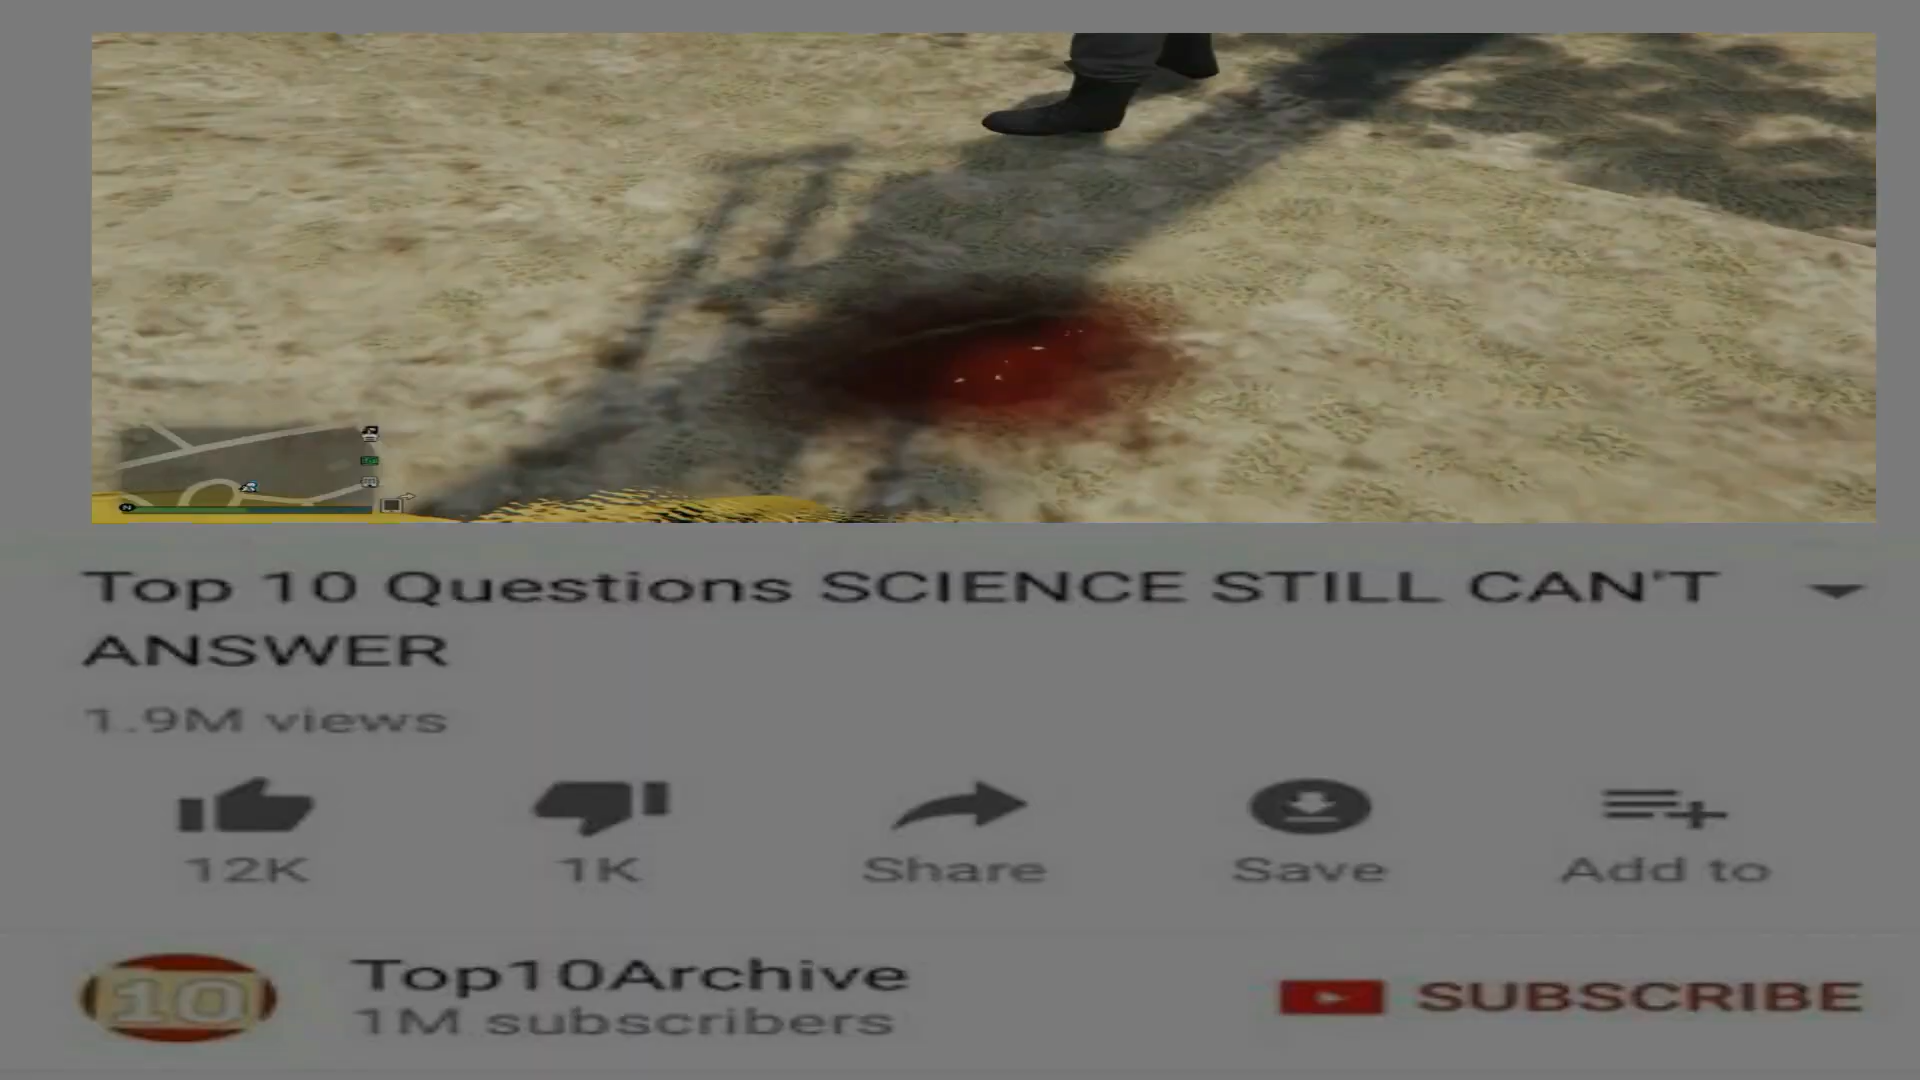 N
Top 10 Questions SCIENCE STILL CAN'T
ANSWER
1.9M views
12K
1K
Share
Save
Add to
10
Top10Archive
1M subscribers
SUBSCRIBE